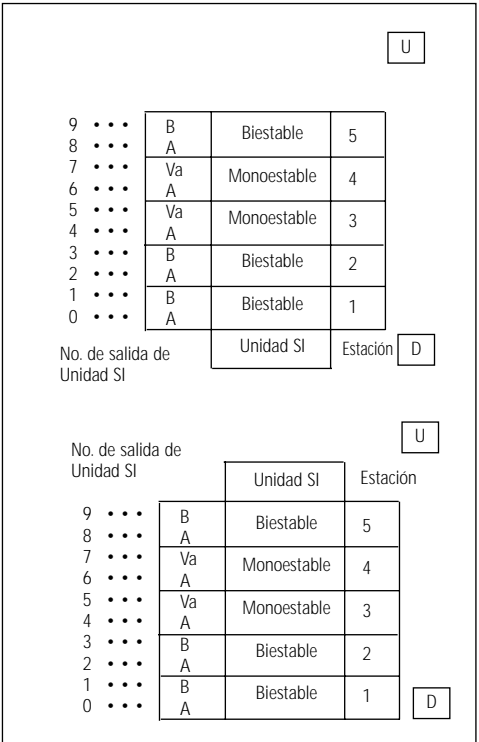 U
9 • • • B Biestable 5
8 • • • A
7 • • • Va Monoestable 4
6 • • • A
5 • • • Va Monoestable 3
4 • • • A
3 • • • B Biestable 2
2 • • • A
1 • • • B Biestable 1
0 • • • A
No. de salida de Unidad SI Estación D
Unidad SI
U
No. de salida de
Unidad SI Unidad SI Estación
9 • • • B Biestable 5
8 • • • A
7 • • • Va Monoestable 4
6 • • • A
5 • • • Va Monoestable 3
4 • • • A
3 • • • B Biestable 2
2 • • • A
1 • • • B Biestable 1 D
0 • • • A